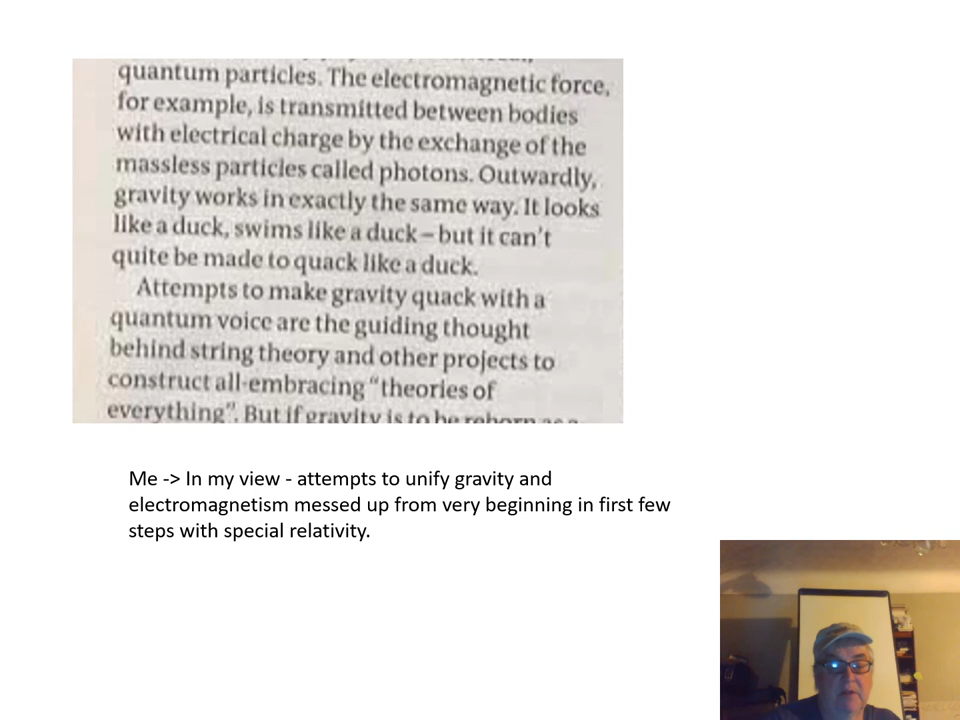 quantum particles. The electromagnetic force,
for example, is transmitted between bodies
with electrical charge by the exchange of the
massless particles called photons. Outwardly,
gravity works in exactly the same way. It looks
like a duck, swims like a duck – but it can't
quite be made to quack like a duck.
Attempts to make gravity quack with a
quantum voice are the guiding thought
behind string theory and other projects to
construct all-embracing "theories of
everything". But if gravity is to be reborn as a
Me -> In my view - attempts to unify gravity and
electromagnetism messed up from very beginning in first few
steps with special relativity.